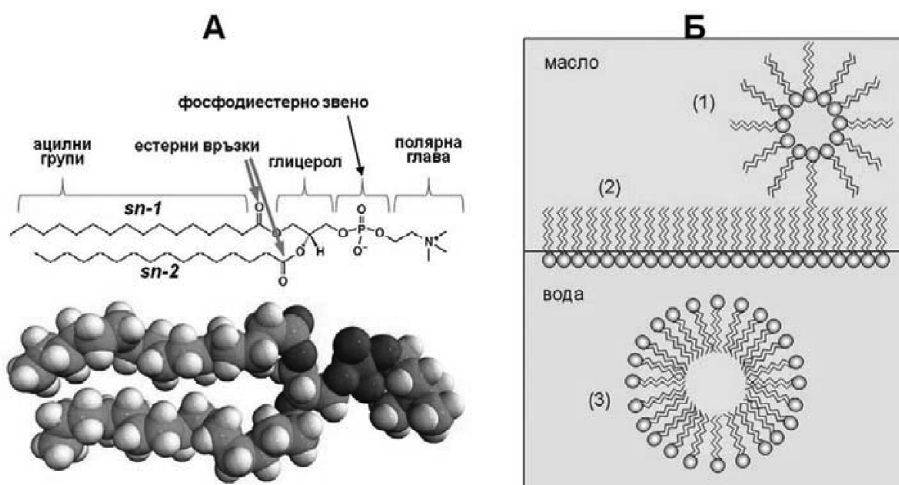 А
фосфодиестерно звено
ацилни
групи
естерни връзки
глицерол
полярна
глава
sn-1
O
O
O
O
P
O
N+
O-
H
sn-2
O
O
Б
масло
(1)
(2)
вода
(3)